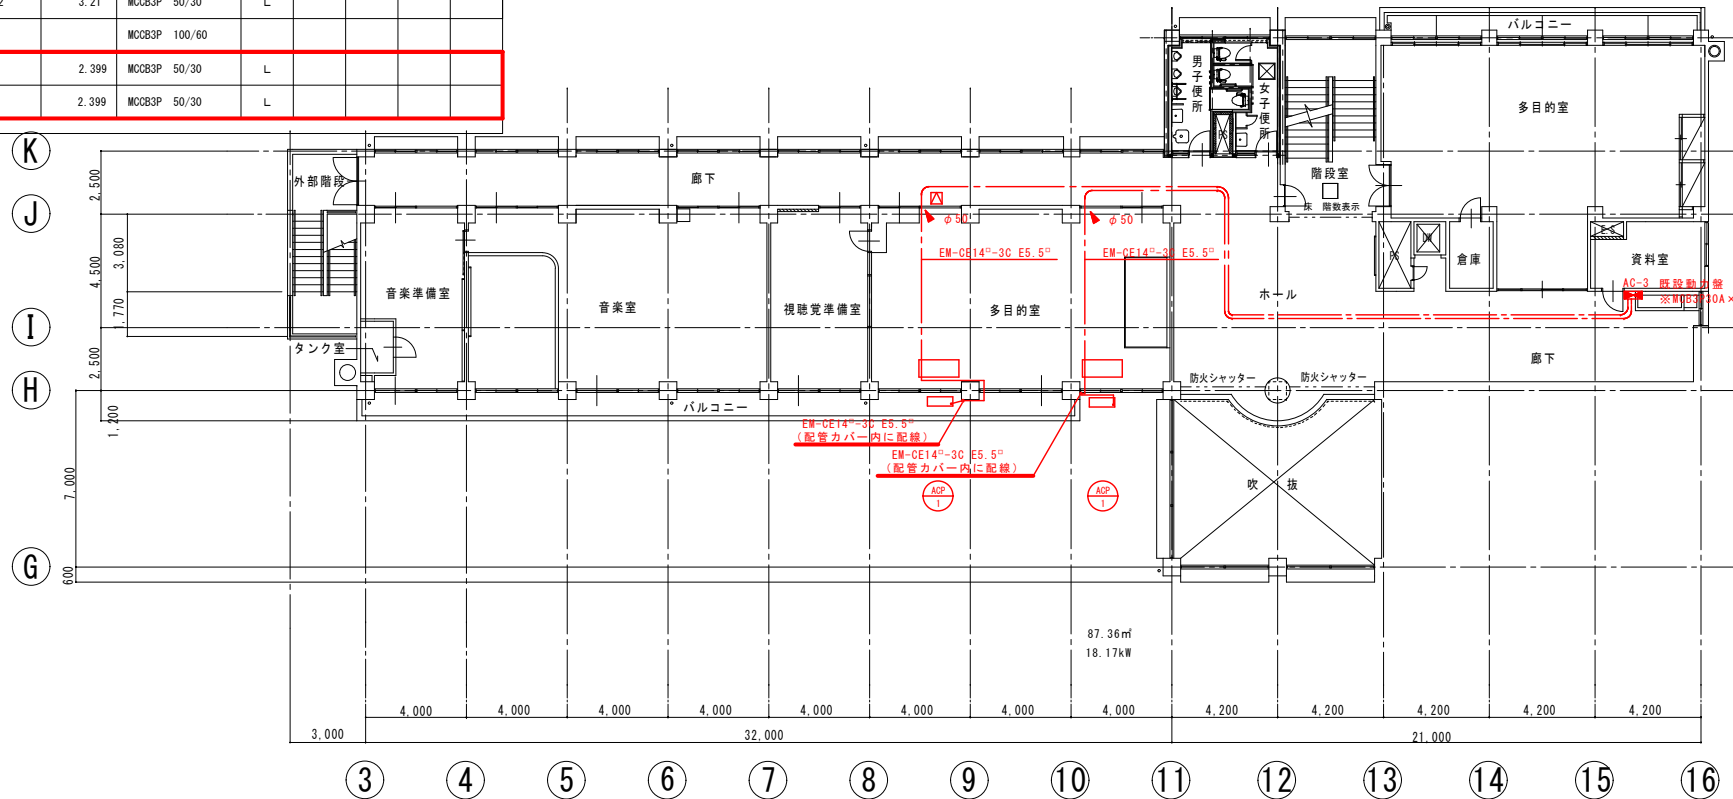 2 3.21 MCCB3P 50/30 L
MCCB3P 100/60
2.399 MCCB3P 50/30 L
2.399 MCCB3P 50/30 L
バルコニー
男子便所
女子便所
PS
多目的室
K
外部階段
廊下
階段室
床 階数表示
2,500
J
φ50
φ50
EM-CE14□-3C E5.5□
EM-CE14□-3C E5.5□
PS
DW
倉庫
資料室
3,080
4,500
1,770
音楽準備室
音楽室
視聴覚準備室
多目的室
ホール
AC-3 既設動力盤
I
タンク室
廊下
2,500
H
防火シャッター
防火シャッター
バルコニー
1,200
EM-CE14□-3C E5.5□
(配管カバー内に配線)
EM-CE14□-3C E5.5□
(配管カバー内に配線)
ACP
1
ACP
1
吹 抜
7,000
G
600
87.36㎡
18.17kW
4,000 4,000 4,000 4,000 4,000 4,000 4,000 4,000 4,200 4,200 4,200 4,200 4,200
3,000 32,000 21,000
3 4 5 6 7 8 9 10 11 12 13 14 15 16